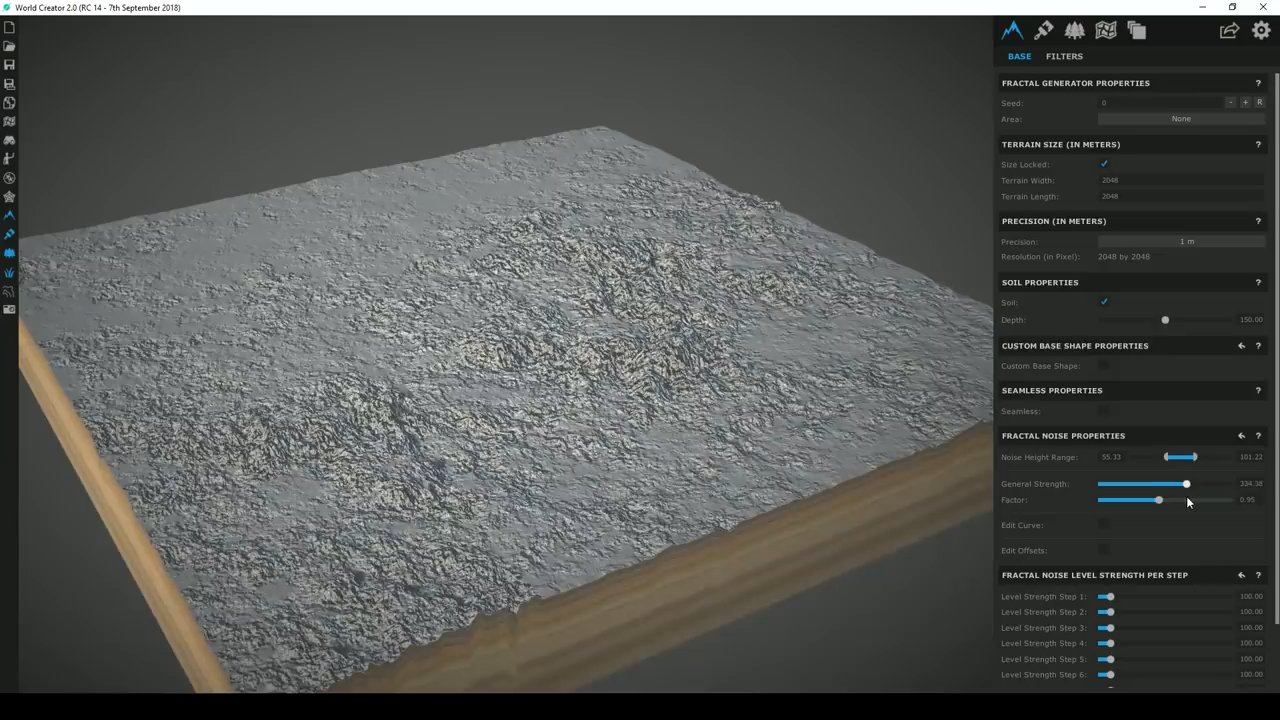 World Creator 2.0 (RC 14 - 7th September 2018)
BASE FILTERS
FRACTAL GENERATOR PROPERTIES ?
Seed: 0 - + R
Area: None
TERRAIN SIZE (IN METERS) ?
Size Locked:
Terrain Width: 2048
Terrain Length: 2048
PRECISION (IN METERS) ?
Precision: 1 m
Resolution (in Pixel): 2048 by 2048
SOIL PROPERTIES ?
Soil:
Depth: 150.00
CUSTOM BASE SHAPE PROPERTIES ?
Custom Base Shape:
SEAMLESS PROPERTIES ?
Seamless:
FRACTAL NOISE PROPERTIES ?
Noise Height Range: 55.33 101.22
General Strength: 334.38
Factor: 0.95
Edit Curve:
Edit Offsets:
FRACTAL NOISE LEVEL STRENGTH PER STEP ?
Level Strength Step 1: 100.00
Level Strength Step 2: 100.00
Level Strength Step 3: 100.00
Level Strength Step 4: 100.00
Level Strength Step 5: 100.00
Level Strength Step 6: 100.00